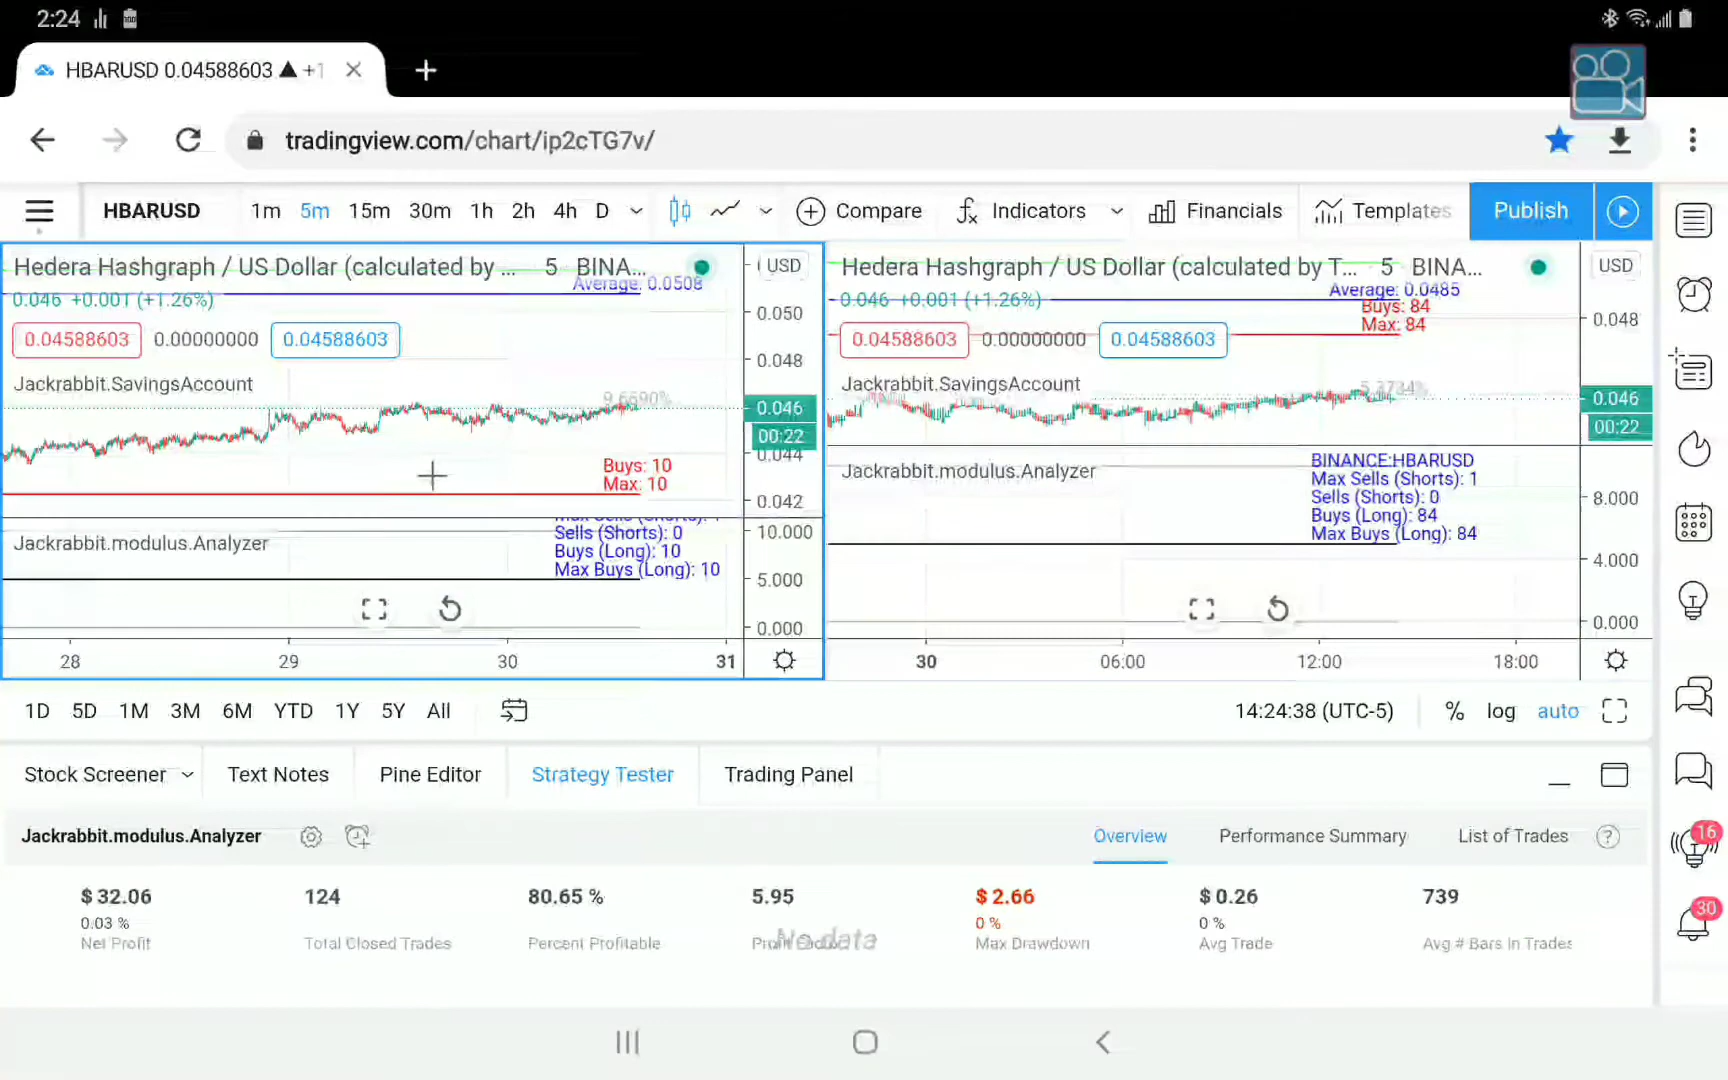 2:24
HBARUSD 0.04588603 ▲ +1
tradingview.com/chart/ip2cTG7v/
HBARUSD 1m 5m 15m 30m 1h 2h 4h D Compare Indicators Financials Templates Publish
Hedera Hashgraph / US Dollar (calculated by ... 5 BINA... USD
Average: 0.0508
0.046 +0.001 (+1.26%)
0.050
0.04588603 0.00000000 0.04588603
0.048
Jackrabbit.SavingsAccount
9.6690%
0.046
00:22
0.044
Buys: 10
Max: 10
0.042
Sells (Shorts): 0
10.000
Jackrabbit.modulus.Analyzer
Buys (Long): 10
Max Buys (Long): 10
5.000
0.000
28 29 30 31
Hedera Hashgraph / US Dollar (calculated by T... 5 BINA... USD
Average: 0.0485
0.046 +0.001 (+1.26%)
Buys: 84
Max: 84
0.048
0.04588603 0.00000000 0.04588603
Jackrabbit.SavingsAccount
5.3734%
0.046
00:22
BINANCE:HBARUSD
Jackrabbit.modulus.Analyzer
Max Sells (Shorts): 1
Sells (Shorts): 0
8.000
Buys (Long): 84
Max Buys (Long): 84
4.000
0.000
30 06:00 12:00 18:00
1D 5D 1M 3M 6M YTD 1Y 5Y All 14:24:38 (UTC-5) % log auto
Stock Screener Text Notes Pine Editor Strategy Tester Trading Panel
Jackrabbit.modulus.Analyzer Overview Performance Summary List of Trades ?
16
$ 32.06 124 80.65 % 5.95 $ 2.66 $ 0.26 739
30
0.03 % 0 % 0 %
Net Profit Total Closed Trades Percent Profitable No data Max Drawdown Avg Trade Avg # Bars In Trades